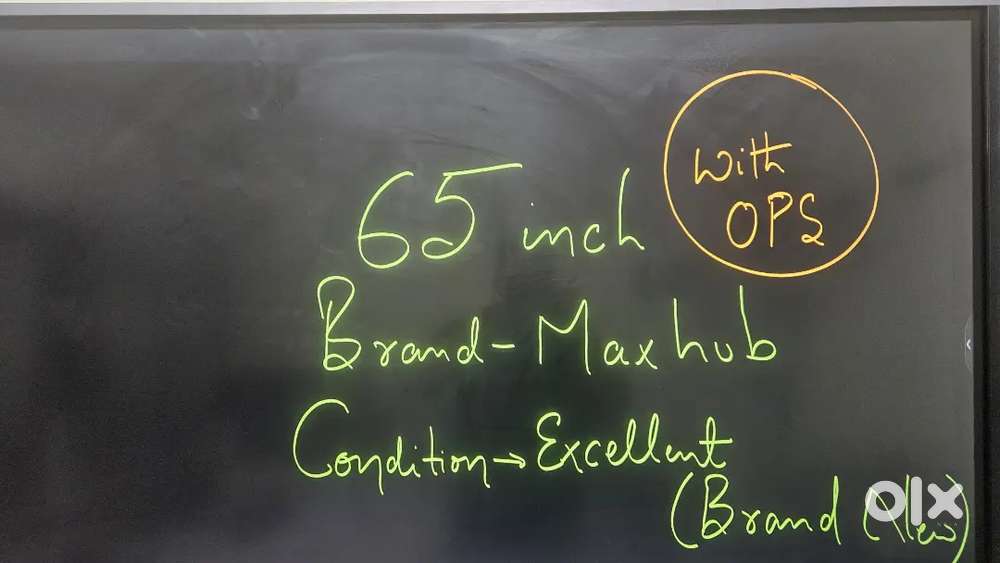 With
OPS
65 inch
Brand - Maxhub
Condition → Excellent
(Brand New)
olx